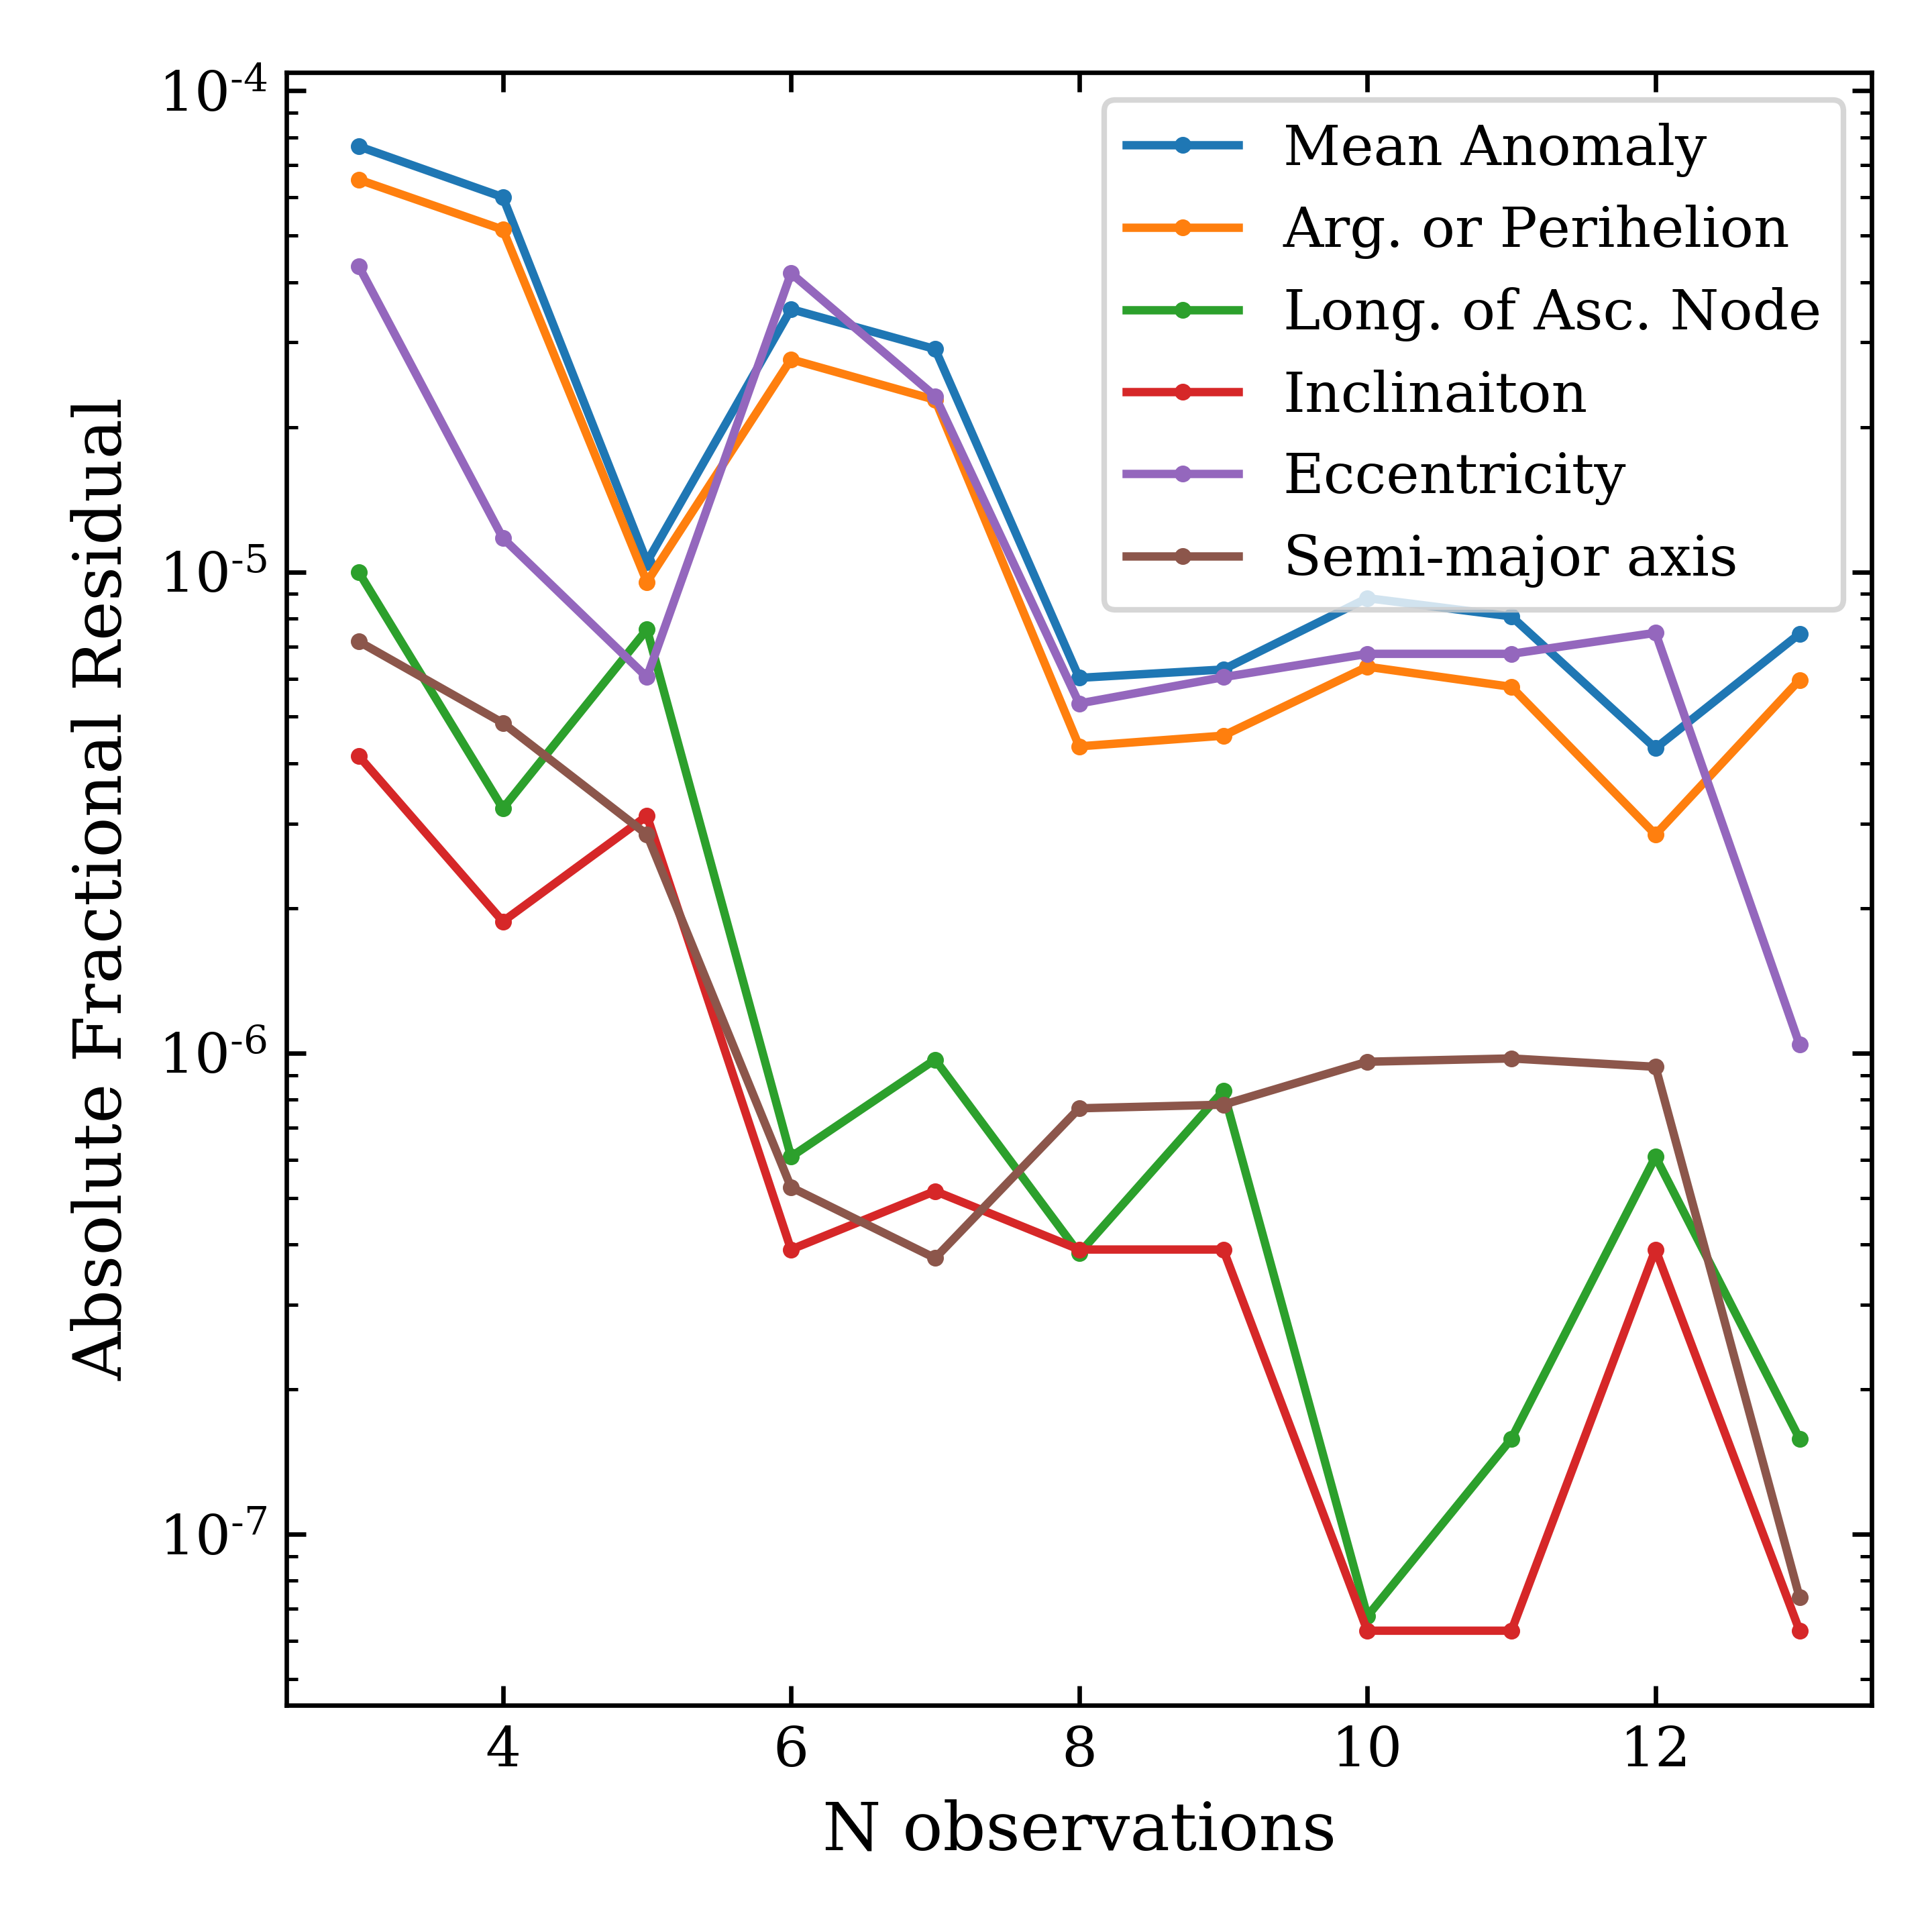 Absolute Fractional Residual
10⁻⁴
10⁻⁵
10⁻⁶
10⁻⁷
Mean Anomaly
Arg. or Perihelion
Long. of Asc. Node
Inclinaiton
Eccentricity
Semi-major axis
4 6 8 10 12
N observations